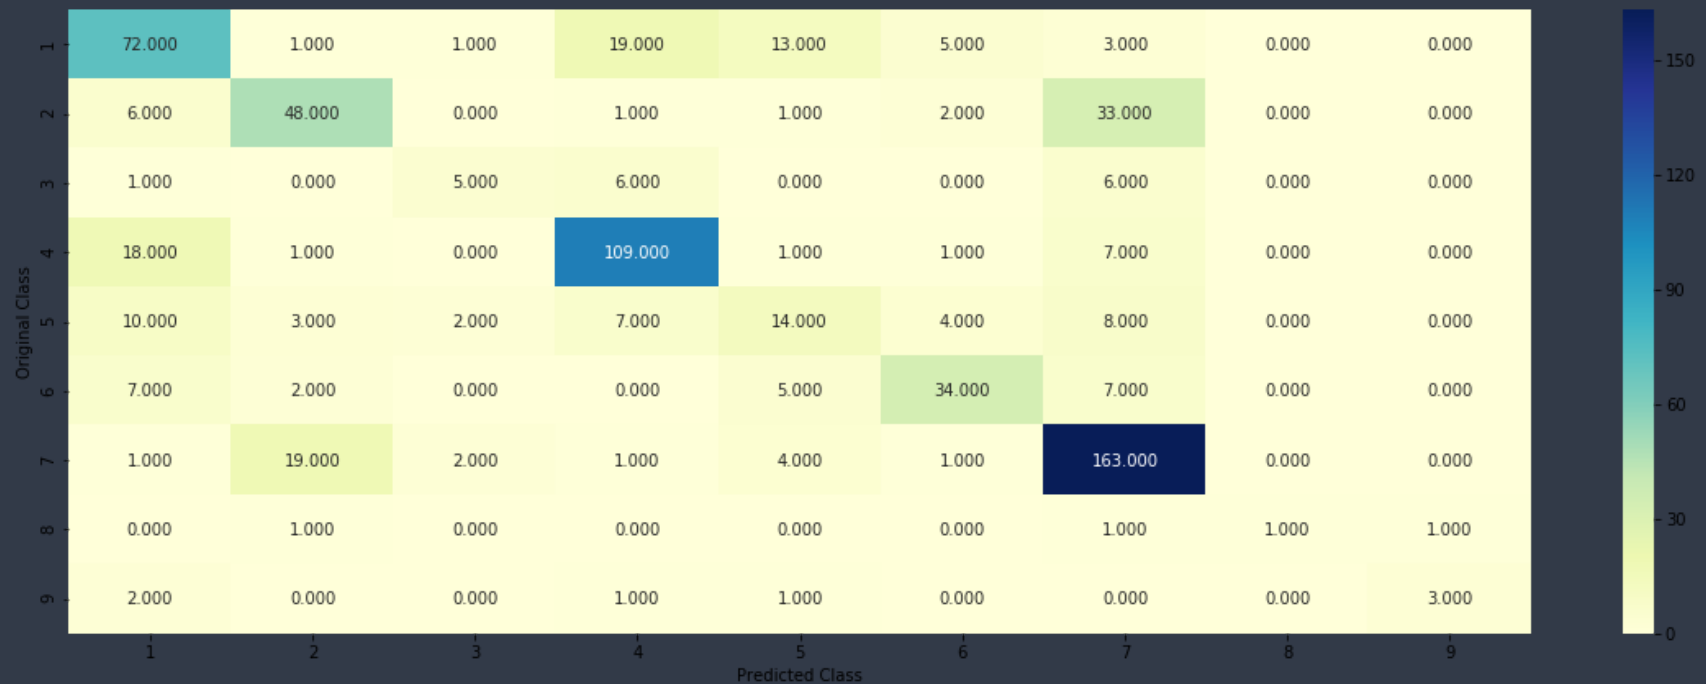 1 72.000 1.000 1.000 19.000 13.000 5.000 3.000 0.000 0.000
2 6.000 48.000 0.000 1.000 1.000 2.000 33.000 0.000 0.000
3 1.000 0.000 5.000 6.000 0.000 0.000 6.000 0.000 0.000
4 18.000 1.000 0.000 109.000 1.000 1.000 7.000 0.000 0.000
5 10.000 3.000 2.000 7.000 14.000 4.000 8.000 0.000 0.000
6 7.000 2.000 0.000 0.000 5.000 34.000 7.000 0.000 0.000
7 1.000 19.000 2.000 1.000 4.000 1.000 163.000 0.000 0.000
8 0.000 1.000 0.000 0.000 0.000 0.000 1.000 1.000 1.000
9 2.000 0.000 0.000 1.000 1.000 0.000 0.000 0.000 3.000
1 2 3 4 5 6 7 8 9
Predicted Class
Original Class
150
120
90
60
30
0